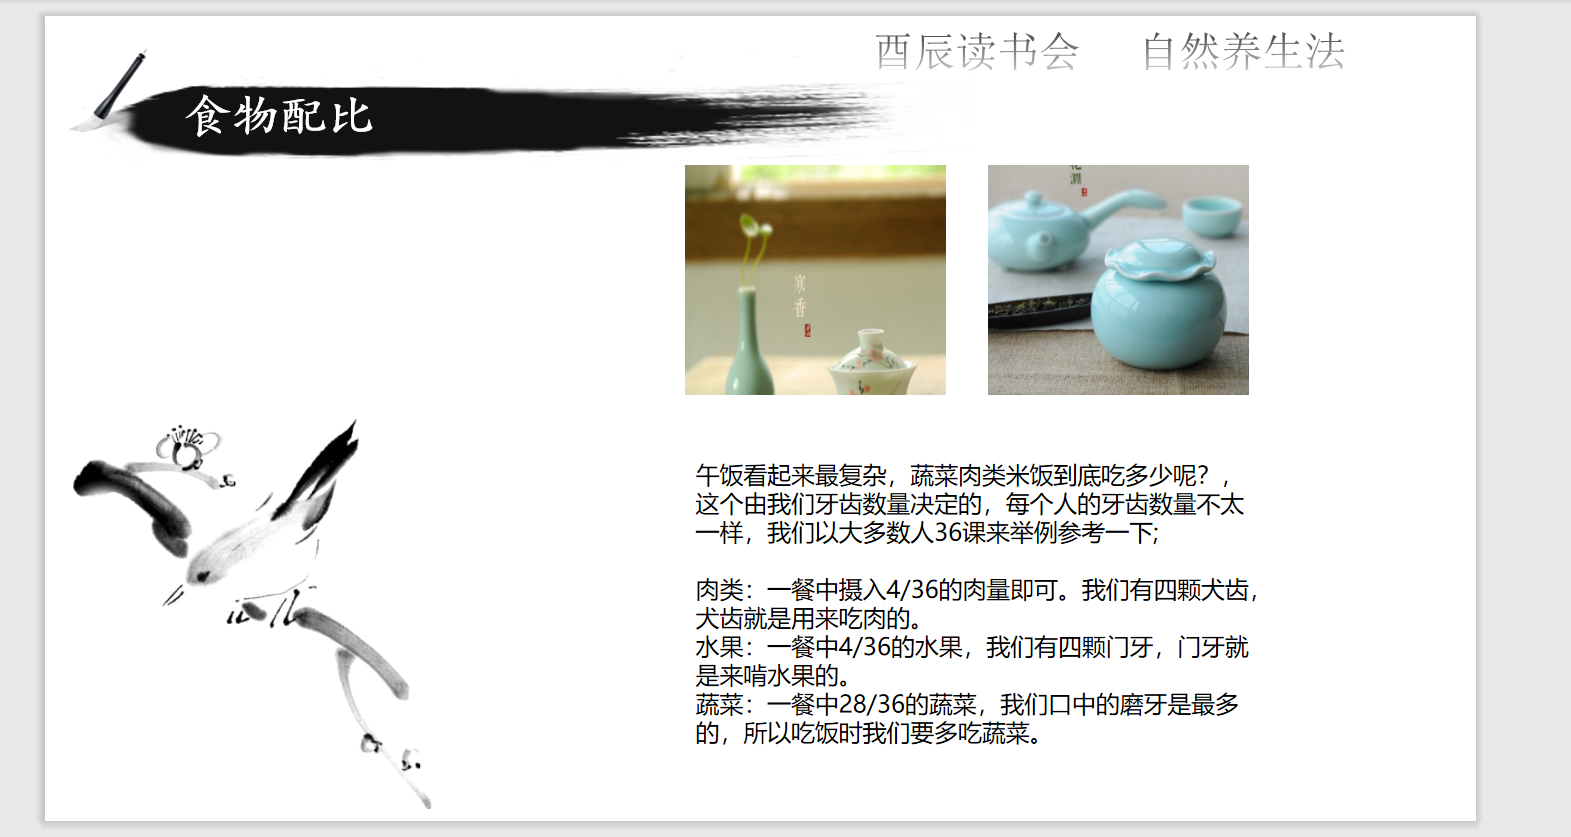 酉辰读书会 自然养生法
食物配比
寒香
午饭看起来最复杂，蔬菜肉类米饭到底吃多少呢？，
这个由我们牙齿数量决定的，每个人的牙齿数量不太
一样，我们以大多数人36课来举例参考一下;
肉类：一餐中摄入4/36的肉量即可。我们有四颗犬齿，
犬齿就是用来吃肉的。
水果：一餐中4/36的水果，我们有四颗门牙，门牙就
是来啃水果的。
蔬菜：一餐中28/36的蔬菜，我们口中的磨牙是最多
的，所以吃饭时我们要多吃蔬菜。